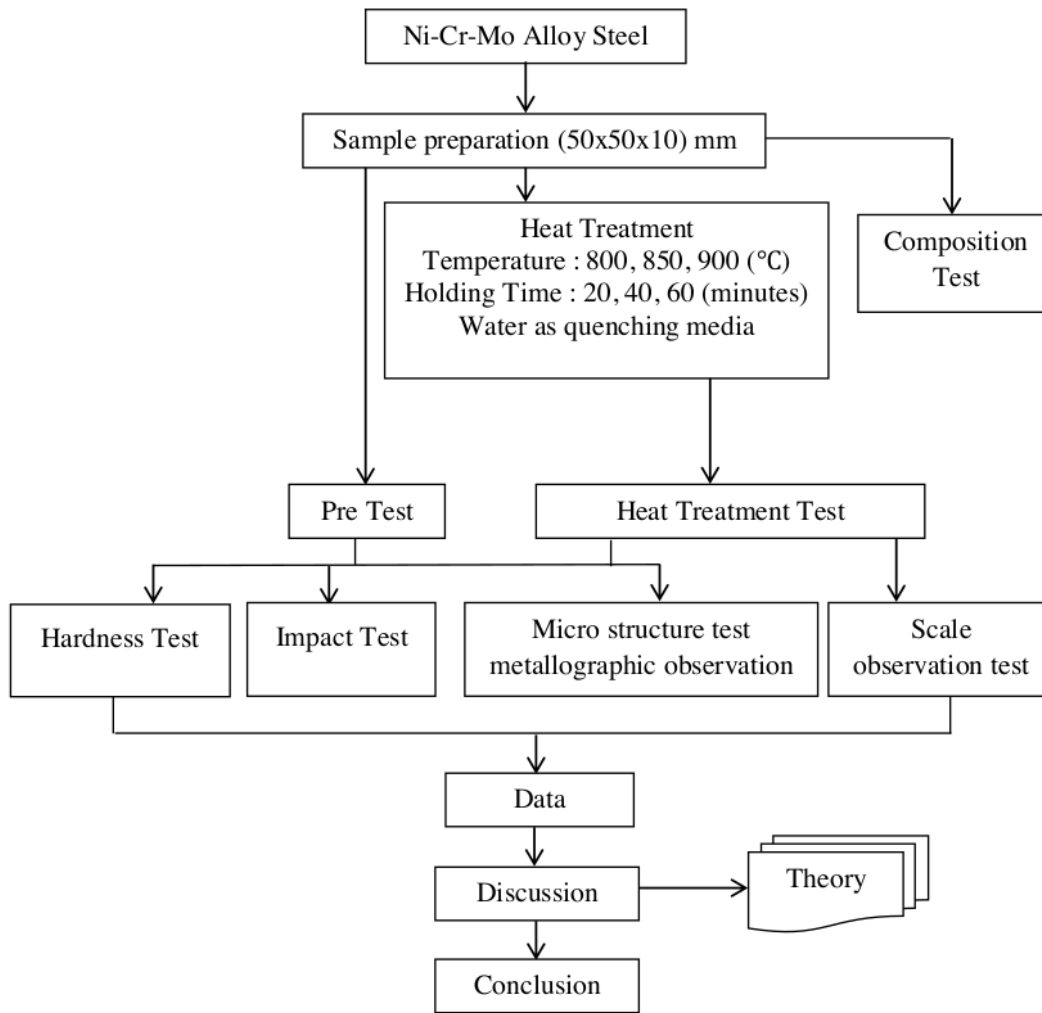 Ni-Cr-Mo Alloy Steel
Sample preparation (50x50x10) mm
Heat Treatment
Temperature : 800, 850, 900 (℃)
Holding Time : 20, 40, 60 (minutes)
Water as quenching media
Composition
Test
Pre Test
Heat Treatment Test
Hardness Test
Impact Test
Micro structure test
metallographic observation
Scale
observation test
Data
Discussion
Theory
Conclusion